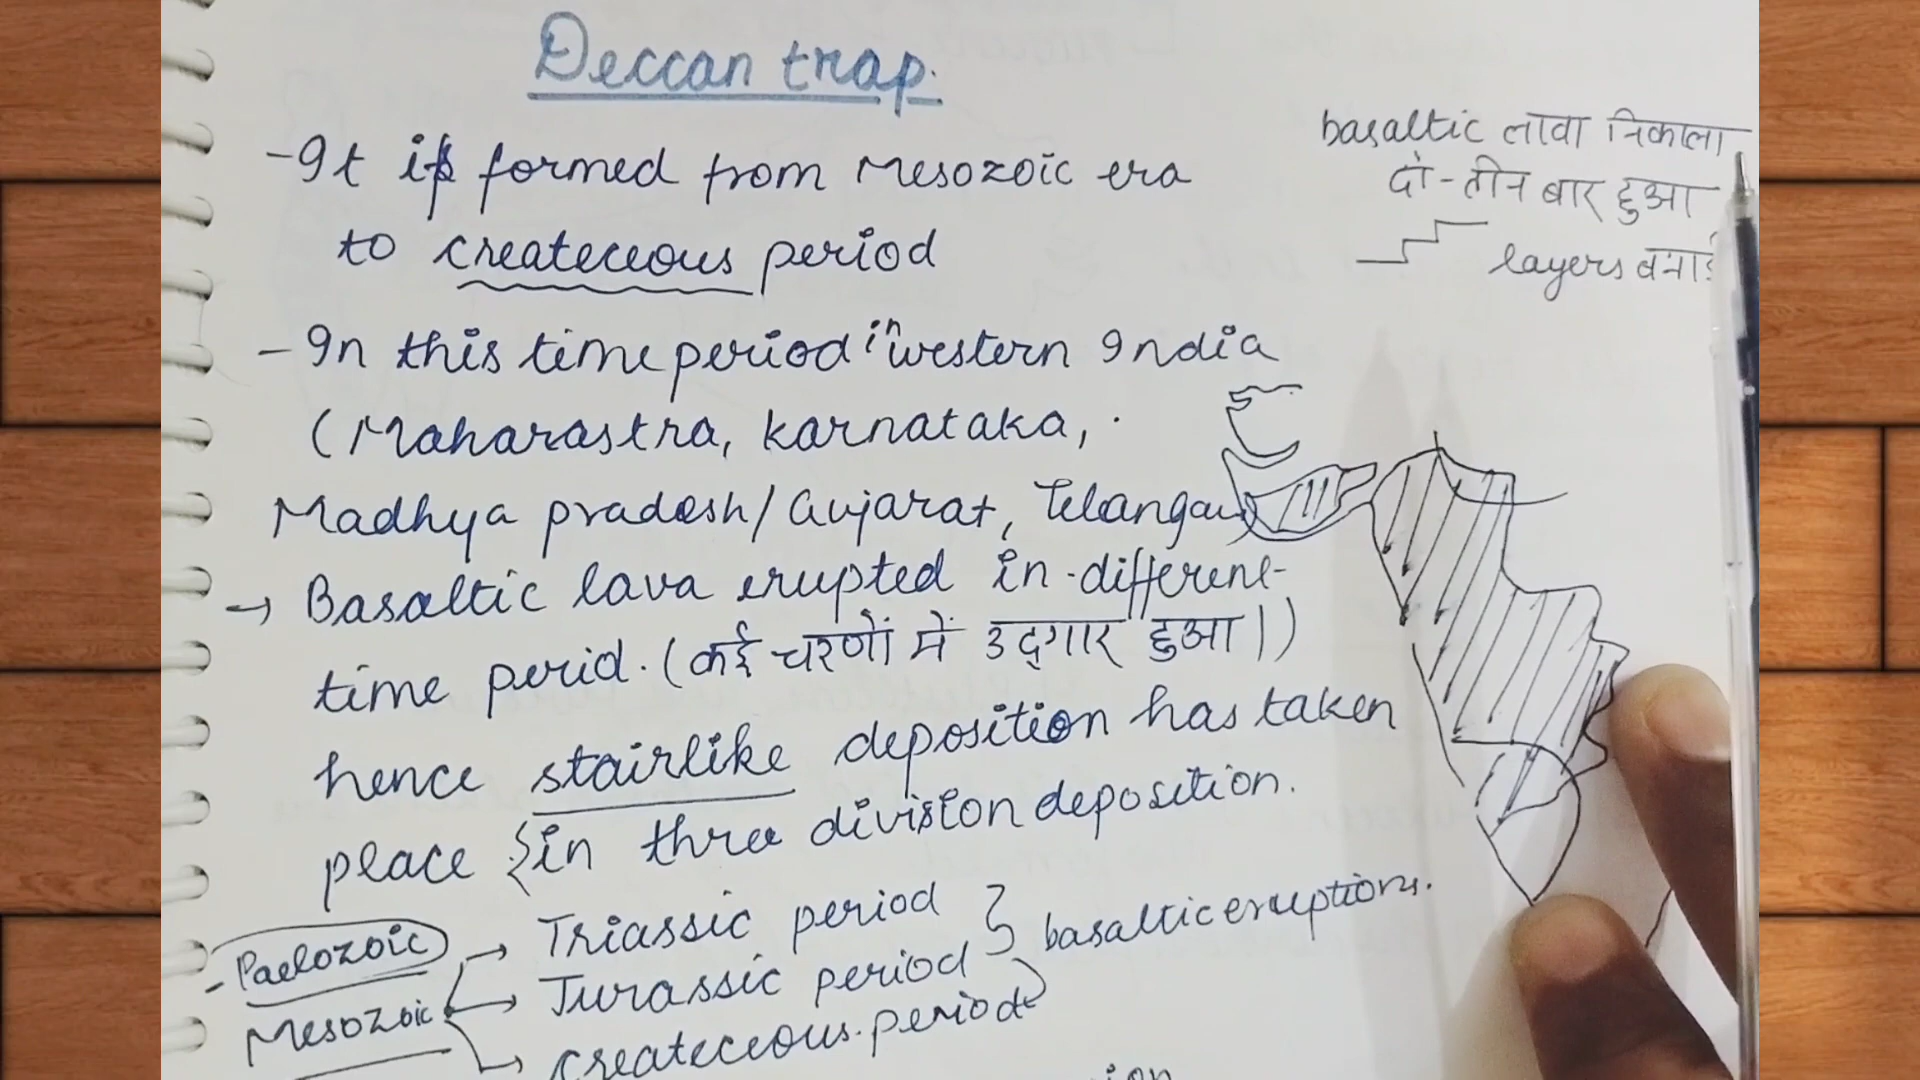 Deccan trap.
- It is formed from Mesozoic era
to createceous period
- In this time period in western India
(Maharastra, karnataka,
Madhya pradesh/Gujarat, Telangana)
→ Basaltic lava erupted in different
time perid. (कई चरणों में उद्गार हुआ।)
hence stairlike deposition has taken
place {in three division deposition.
- Paelozoic
Mesozoic
→ Triassic period
→ Jurassic period
→ createceous period
basaltic eruptions.
basaltic लावा निकाला
दो-तीन बार हुआ
layers बनाई